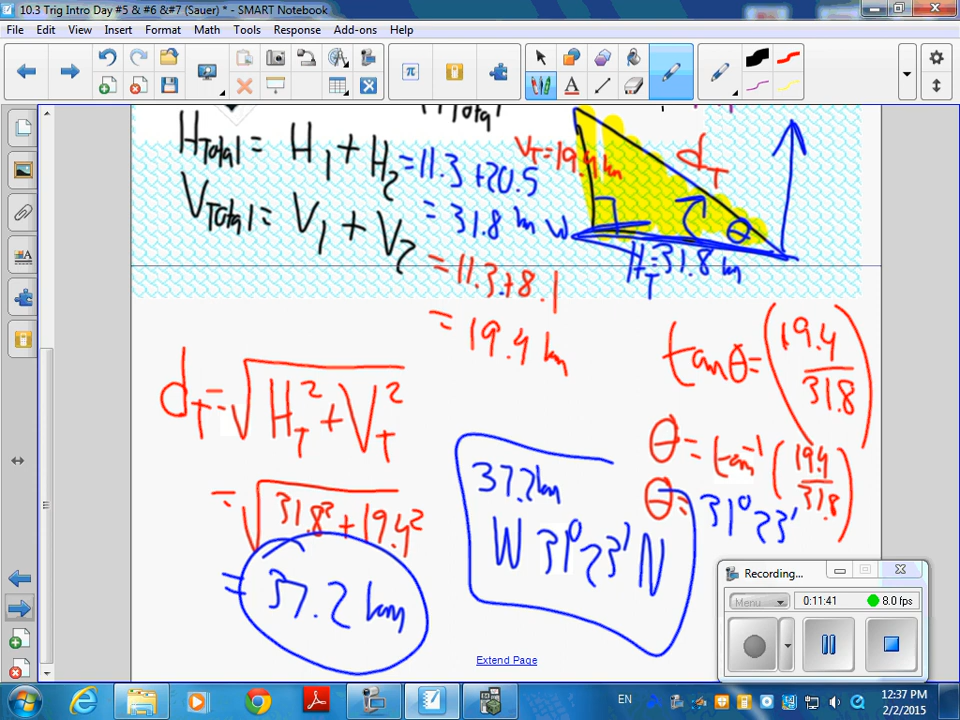 10.3 Trig Intro Day #5 & #6 &#7 (Sauer) * - SMART Notebook
File Edit View Insert Format Math Tools Response Add-ons Help
HTotal = H1 + H2 = 11.3 + 20.5
= 31.8 km W
VTotal = V1 + V2
= 11.3 + 8.1
= 19.4 km
VT = 19.4 km
dT
θ
HT = 31.8 km
tanθ = (19.4/31.8)
θ = tan⁻¹(19.4/31.8)
θ = 31°23'
dT = √HT² + VT²
= √31.8² + 19.4²
= 37.2 km
37.2 km
W 31°23' N
Extend Page
Recording...
Menu 0:11:41 8.0 fps
EN
12:37 PM
2/2/2015